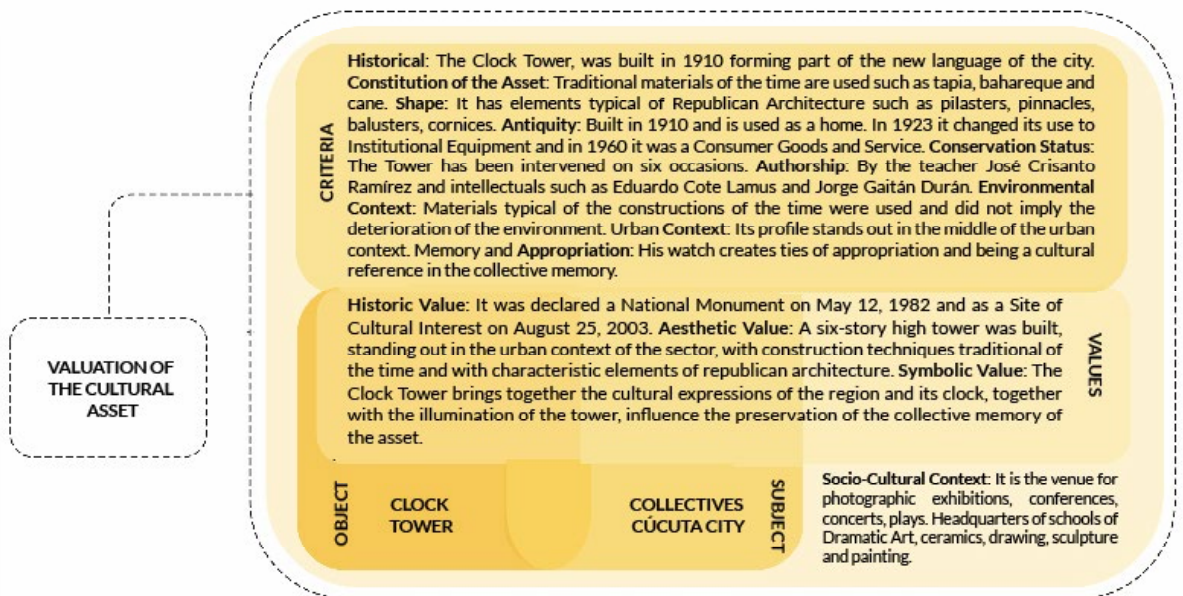 VALUATION OF
THE CULTURAL
ASSET
CRITERIA
Historical: The Clock Tower, was built in 1910 forming part of the new language of the city.
Constitution of the Asset: Traditional materials of the time are used such as tapia, bahareque and
cane. Shape: It has elements typical of Republican Architecture such as pilasters, pinnacles,
balusters, cornices. Antiquity: Built in 1910 and is used as a home. In 1923 it changed its use to
Institutional Equipment and in 1960 it was a Consumer Goods and Service. Conservation Status:
The Tower has been intervened on six occasions. Authorship: By the teacher José Crisanto
Ramírez and intellectuals such as Eduardo Cote Lamus and Jorge Gaitán Durán. Environmental
Context: Materials typical of the constructions of the time were used and did not imply the
deterioration of the environment. Urban Context: Its profile stands out in the middle of the urban
context. Memory and Appropriation: His watch creates ties of appropriation and being a cultural
reference in the collective memory.
Historic Value: It was declared a National Monument on May 12, 1982 and as a Site of
Cultural Interest on August 25, 2003. Aesthetic Value: A six-story high tower was built,
standing out in the urban context of the sector, with construction techniques traditional of
the time and with characteristic elements of republican architecture. Symbolic Value: The
Clock Tower brings together the cultural expressions of the region and its clock, together
with the illumination of the tower, influence the preservation of the collective memory of
the asset.
VALUES
OBJECT
CLOCK
TOWER
COLLECTIVES
CÚCUTA CITY
SUBJECT
Socio-Cultural Context: It is the venue for
photographic exhibitions, conferences,
concerts, plays. Headquarters of schools of
Dramatic Art, ceramics, drawing, sculpture
and painting.